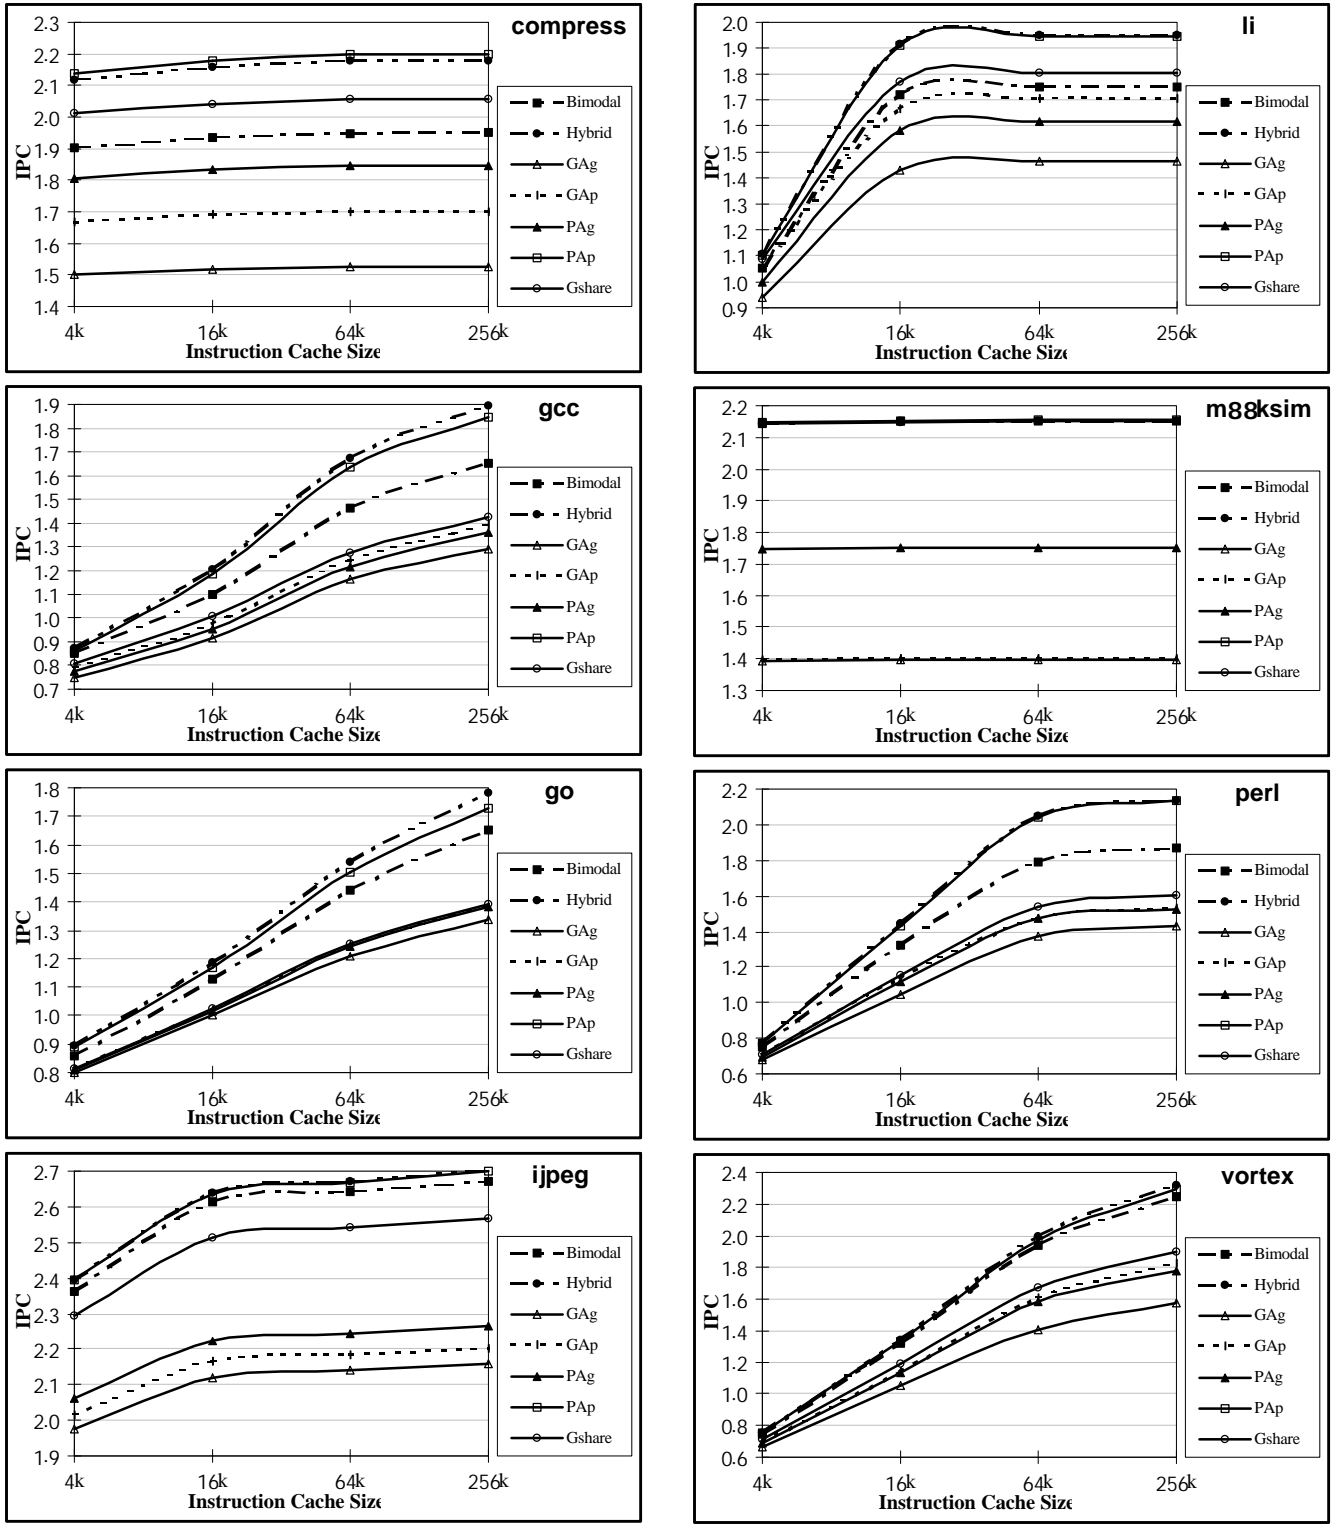 compress
IPC
2.3
2.2
2.1
2.0
1.9
1.8
1.7
1.6
1.5
1.4
4k 16k 64k 256k
Instruction Cache Size
Bimodal
Hybrid
GAg
GAp
PAg
PAp
Gshare
li
IPC
2.0
1.9
1.8
1.7
1.6
1.5
1.4
1.3
1.2
1.1
1.0
0.9
4k 16k 64k 256k
Instruction Cache Size
Bimodal
Hybrid
GAg
GAp
PAg
PAp
Gshare
gcc
IPC
1.9
1.8
1.7
1.6
1.5
1.4
1.3
1.2
1.1
1.0
0.9
0.8
0.7
4k 16k 64k 256k
Instruction Cache Size
Bimodal
Hybrid
GAg
GAp
PAg
PAp
Gshare
m88ksim
IPC
2.2
2.1
2.0
1.9
1.8
1.7
1.6
1.5
1.4
1.3
4k 16k 64k 256k
Instruction Cache Size
Bimodal
Hybrid
GAg
GAp
PAg
PAp
Gshare
go
IPC
1.8
1.7
1.6
1.5
1.4
1.3
1.2
1.1
1.0
0.9
0.8
4k 16k 64k 256k
Instruction Cache Size
Bimodal
Hybrid
GAg
GAp
PAg
PAp
Gshare
perl
IPC
2.2
2.0
1.8
1.6
1.4
1.2
1.0
0.8
0.6
4k 16k 64k 256k
Instruction Cache Size
Bimodal
Hybrid
GAg
GAp
PAg
PAp
Gshare
ijpeg
IPC
2.7
2.6
2.5
2.4
2.3
2.2
2.1
2.0
1.9
4k 16k 64k 256k
Instruction Cache Size
Bimodal
Hybrid
GAg
GAp
PAg
PAp
Gshare
vortex
IPC
2.4
2.2
2.0
1.8
1.6
1.4
1.2
1.0
0.8
0.6
4k 16k 64k 256k
Instruction Cache Size
Bimodal
Hybrid
GAg
GAp
PAg
PAp
Gshare